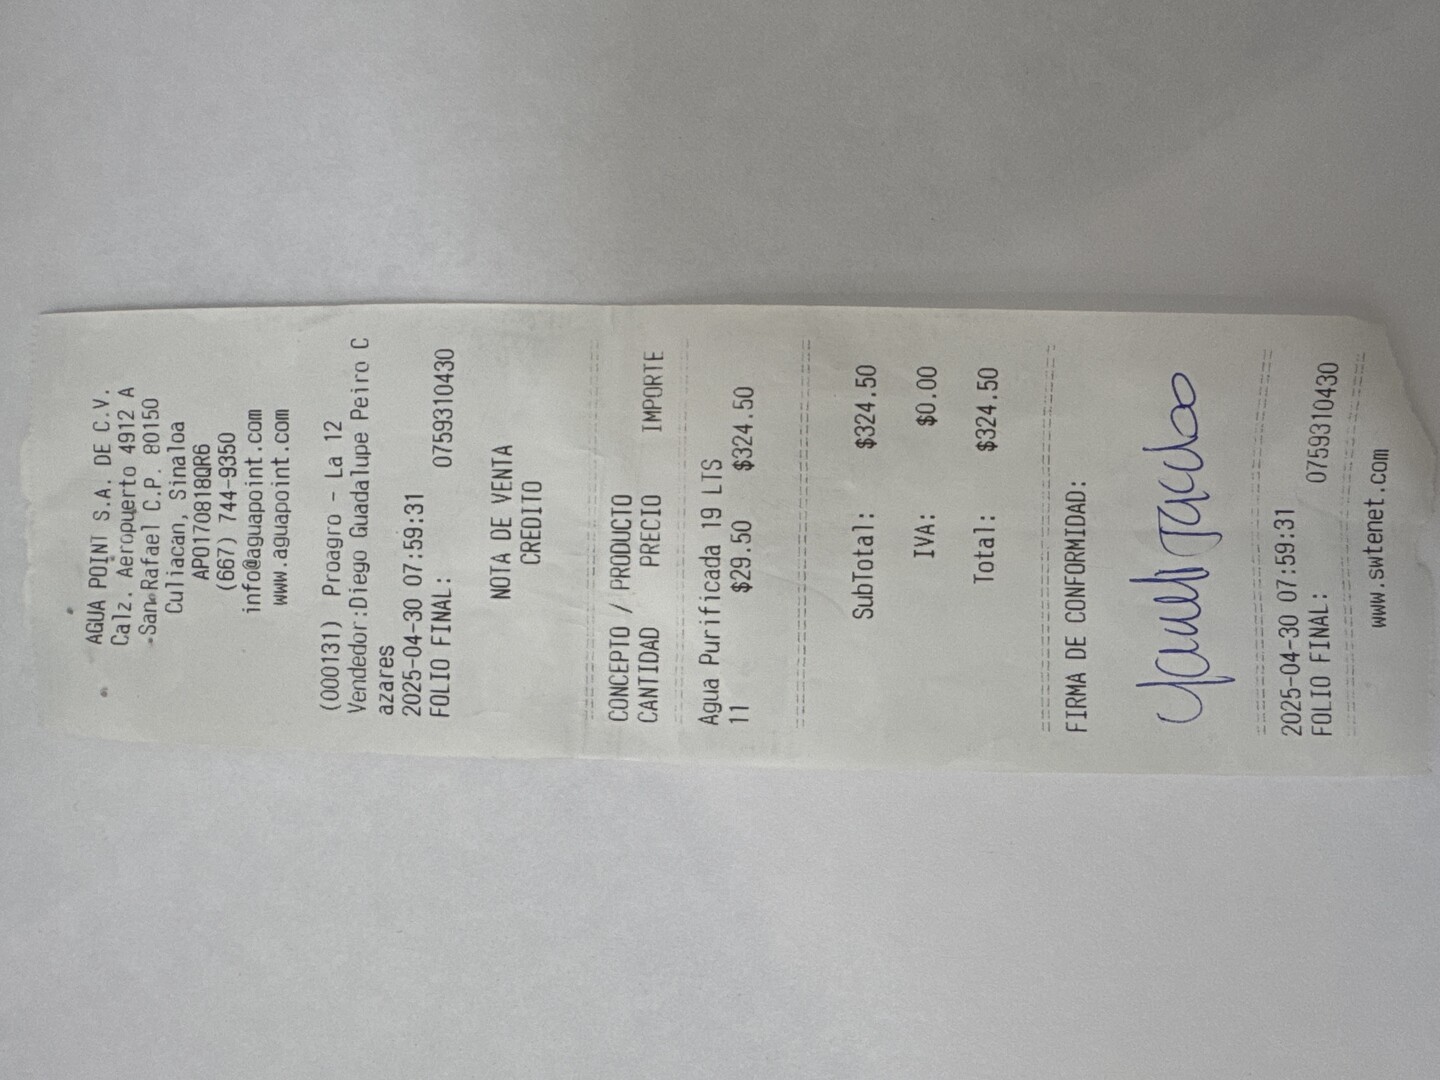 AGUA POINT S.A. DE C.V.
Calz. Aeropuerto 4912 A
San Rafael C.P. 80150
Culiacan, Sinaloa
APO170818QR6
(667) 744-9350
info@aguapoint.com
www.aguapoint.com
(000131) Proagro - La 12
Vendedor:Diego Guadalupe Peiro C
azares
2025-04-30 07:59:31
FOLIO FINAL: 0759310430
NOTA DE VENTA
CREDITO
CONCEPTO / PRODUCTO
CANTIDAD PRECIO IMPORTE
Agua Purificada 19 LTS
11 $29.50 $324.50
SubTotal: $324.50
IVA: $0.00
Total: $324.50
FIRMA DE CONFORMIDAD:
2025-04-30 07:59:31
FOLIO FINAL: 0759310430
www.swtenet.com